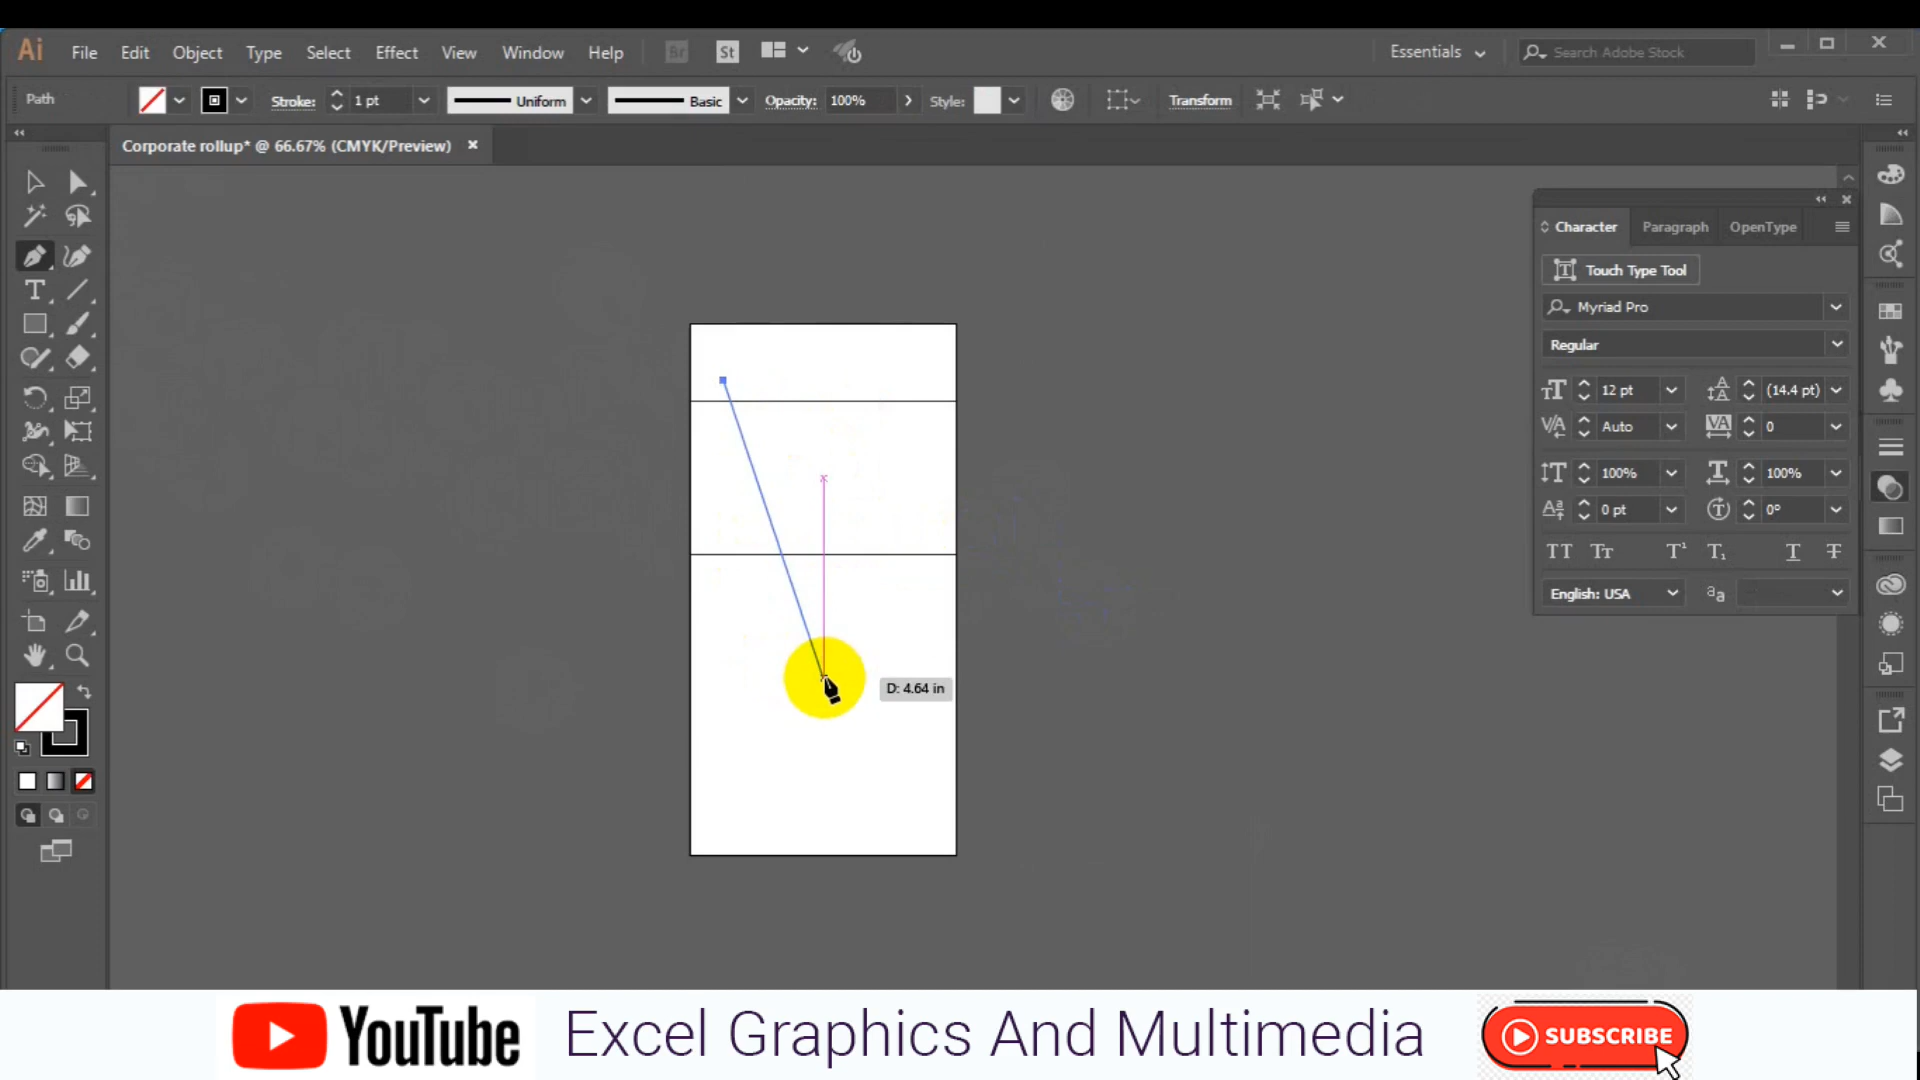 Ai File Edit Object Type Select Effect View Window Help Br St Essentials Search Adobe Stock
Path Stroke: 1 pt Uniform Basic Opacity: 100% Style: Transform
Corporate rollup* @ 66.67% (CMYK/Preview)
Character Paragraph OpenType
Touch Type Tool
Myriad Pro
Regular
12 pt (14.4 pt)
Auto 0
100% 100%
0 pt 0°
English: USA
D: 4.64 in
YouTube Excel Graphics And Multimedia SUBSCRIBE